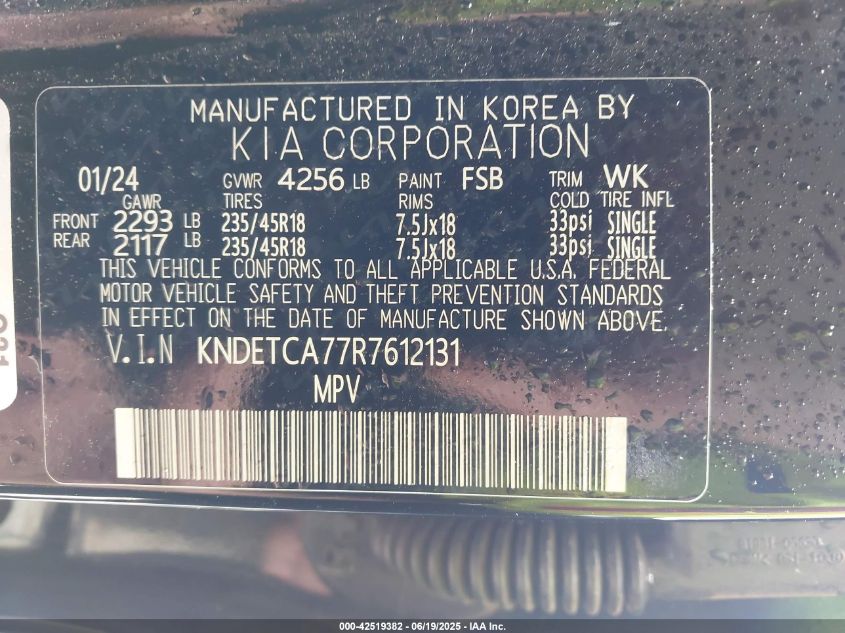 MANUFACTURED IN KOREA BY
KIA CORPORATION
01/24 GVWR 4256 LB PAINT FSB TRIM WK
GAWR TIRES RIMS COLD TIRE INFL
FRONT 2293 LB 235/45R18 7.5Jx18 33psi SINGLE
REAR 2117 LB 235/45R18 7.5Jx18 33psi SINGLE
THIS VEHICLE CONFORMS TO ALL APPLICABLE U.S.A. FEDERAL
MOTOR VEHICLE SAFETY AND THEFT PREVENTION STANDARDS
IN EFFECT ON THE DATE OF MANUFACTURE SHOWN ABOVE.
V.I.N KNDETCA77R7612131
MPV
000-42519382 - 06/19/2025 - IAA Inc.